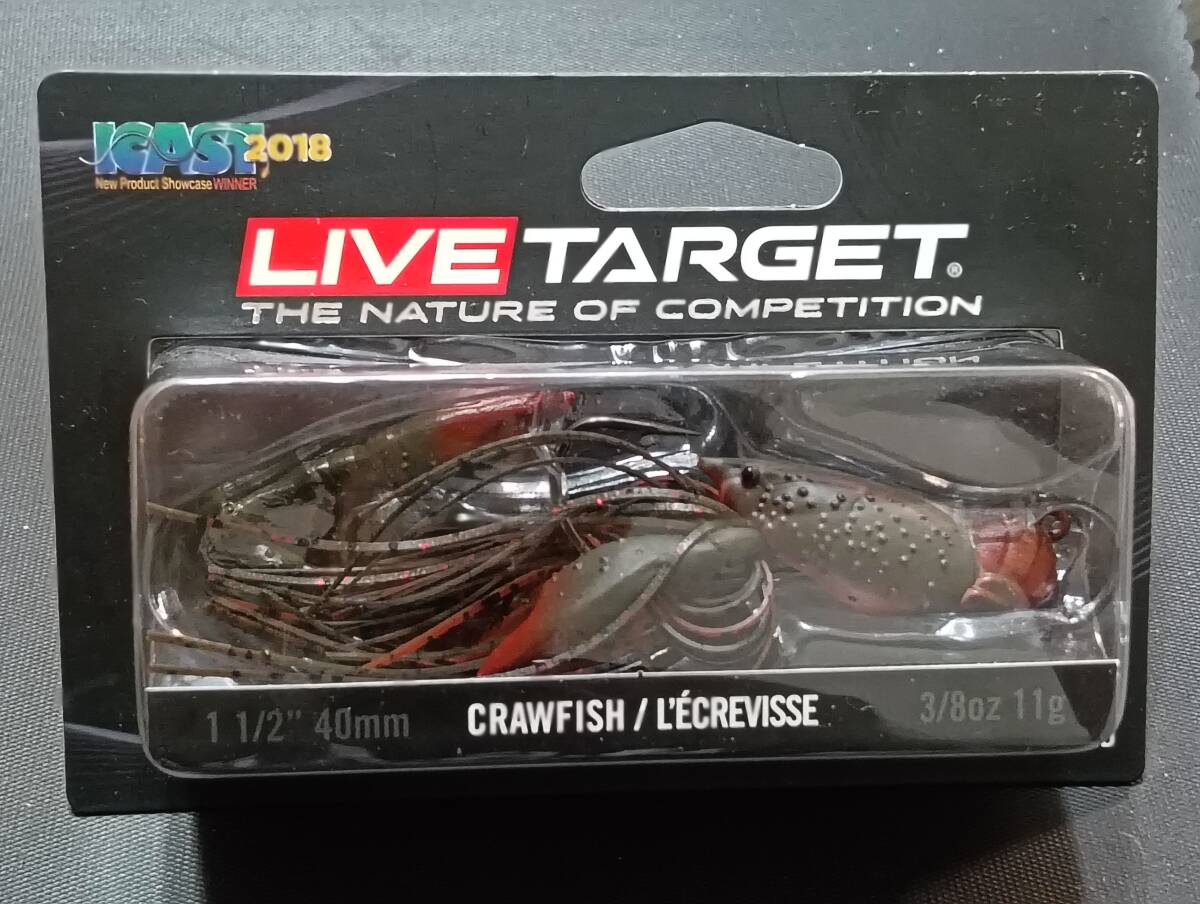 ICAST 2018
New Product Showcase WINNER
LIVETARGET®
THE NATURE OF COMPETITION
1 1/2" 40mm CRAWFISH / L'ÉCREVISSE 3/8oz 11g